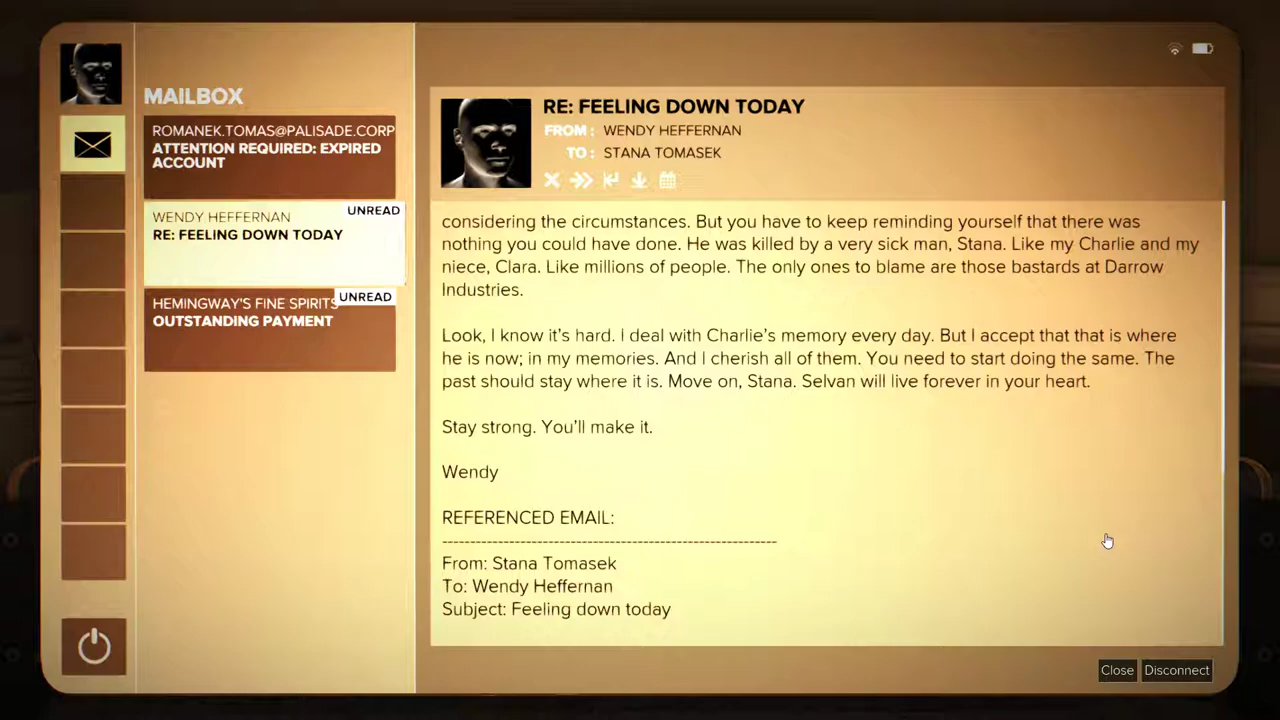 MAILBOX
ROMANEK.TOMAS@PALISADE.CORP
ATTENTION REQUIRED: EXPIRED
ACCOUNT
UNREAD
WENDY HEFFERNAN
RE: FEELING DOWN TODAY
UNREAD
HEMINGWAY'S FINE SPIRITS
OUTSTANDING PAYMENT
RE: FEELING DOWN TODAY
FROM: WENDY HEFFERNAN
TO: STANA TOMASEK
considering the circumstances. But you have to keep reminding yourself that there was
nothing you could have done. He was killed by a very sick man, Stana. Like my Charlie and my
niece, Clara. Like millions of people. The only ones to blame are those bastards at Darrow
Industries.
Look, I know it's hard. I deal with Charlie's memory every day. But I accept that that is where
he is now; in my memories. And I cherish all of them. You need to start doing the same. The
past should stay where it is. Move on, Stana. Selvan will live forever in your heart.
Stay strong. You'll make it.
Wendy
REFERENCED EMAIL:
------------------------------------------------------------
From: Stana Tomasek
To: Wendy Heffernan
Subject: Feeling down today
Close Disconnect